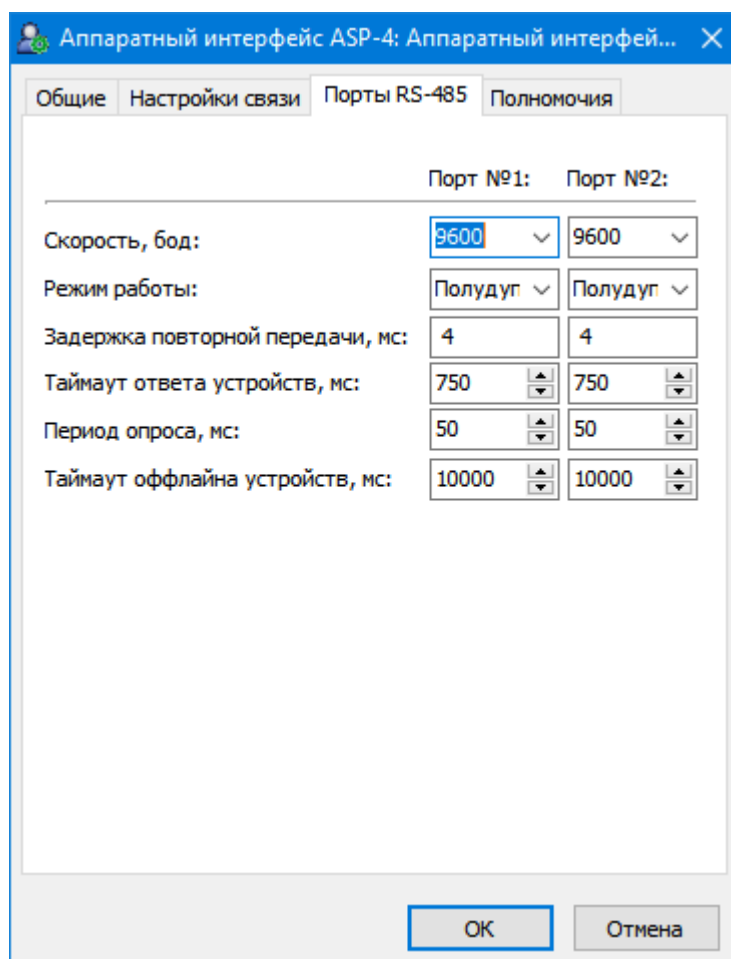 Аппаратный интерфейс ASP-4: Аппаратный интерфей...
Общие Настройки связи Порты RS-485 Полномочия
Порт №1: Порт №2:
Скорость, бод: 9600 9600
Режим работы: Полудуп Полудуп
Задержка повторной передачи, мс: 4 4
Таймаут ответа устройств, мс: 750 750
Период опроса, мс: 50 50
Таймаут оффлайна устройств, мс: 10000 10000
ОК Отмена